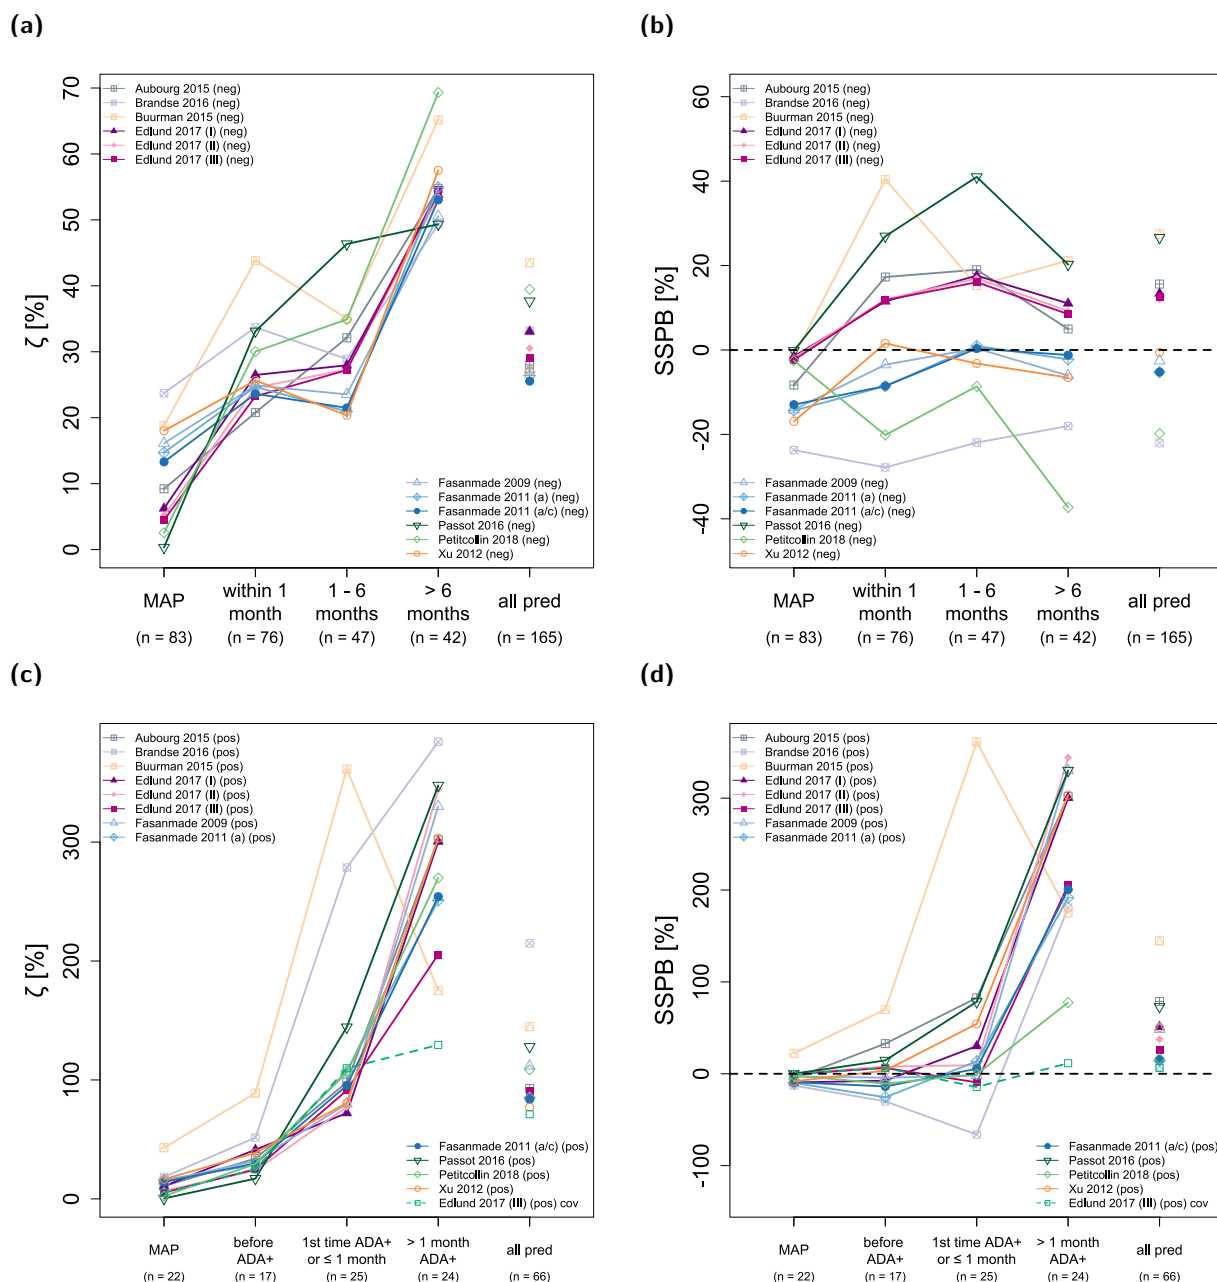 (a)
ζ [%]
70
60
50
40
30
20
10
0
Aubourg 2015 (neg)
Brandse 2016 (neg)
Buurman 2015 (neg)
Edlund 2017 (I) (neg)
Edlund 2017 (II) (neg)
Edlund 2017 (III) (neg)
Fasanmade 2009 (neg)
Fasanmade 2011 (a) (neg)
Fasanmade 2011 (a/c) (neg)
Passot 2016 (neg)
Petitcollin 2018 (neg)
Xu 2012 (neg)
MAP
(n = 83)
within 1
month
(n = 76)
1 - 6
months
(n = 47)
> 6
months
(n = 42)
all pred
(n = 165)
(b)
SSPB [%]
60
40
20
0
-20
-40
Aubourg 2015 (neg)
Brandse 2016 (neg)
Buurman 2015 (neg)
Edlund 2017 (I) (neg)
Edlund 2017 (II) (neg)
Edlund 2017 (III) (neg)
Fasanmade 2009 (neg)
Fasanmade 2011 (a) (neg)
Fasanmade 2011 (a/c) (neg)
Passot 2016 (neg)
Petitcollin 2018 (neg)
Xu 2012 (neg)
MAP
(n = 83)
within 1
month
(n = 76)
1 - 6
months
(n = 47)
> 6
months
(n = 42)
all pred
(n = 165)
(c)
ζ [%]
300
200
100
0
Aubourg 2015 (pos)
Brandse 2016 (pos)
Buurman 2015 (pos)
Edlund 2017 (I) (pos)
Edlund 2017 (II) (pos)
Edlund 2017 (III) (pos)
Fasanmade 2009 (pos)
Fasanmade 2011 (a) (pos)
Fasanmade 2011 (a/c) (pos)
Passot 2016 (pos)
Petitcollin 2018 (pos)
Xu 2012 (pos)
Edlund 2017 (III) (pos) cov
MAP
(n = 22)
before
ADA+
(n = 17)
1st time ADA+
or ≤ 1 month
(n = 25)
> 1 month
ADA+
(n = 24)
all pred
(n = 66)
(d)
SSPB [%]
300
200
100
0
-100
Aubourg 2015 (pos)
Brandse 2016 (pos)
Buurman 2015 (pos)
Edlund 2017 (I) (pos)
Edlund 2017 (II) (pos)
Edlund 2017 (III) (pos)
Fasanmade 2009 (pos)
Fasanmade 2011 (a) (pos)
Fasanmade 2011 (a/c) (pos)
Passot 2016 (pos)
Petitcollin 2018 (pos)
Xu 2012 (pos)
Edlund 2017 (III) (pos) cov
MAP
(n = 22)
before
ADA+
(n = 17)
1st time ADA+
or ≤ 1 month
(n = 25)
> 1 month
ADA+
(n = 24)
all pred
(n = 66)